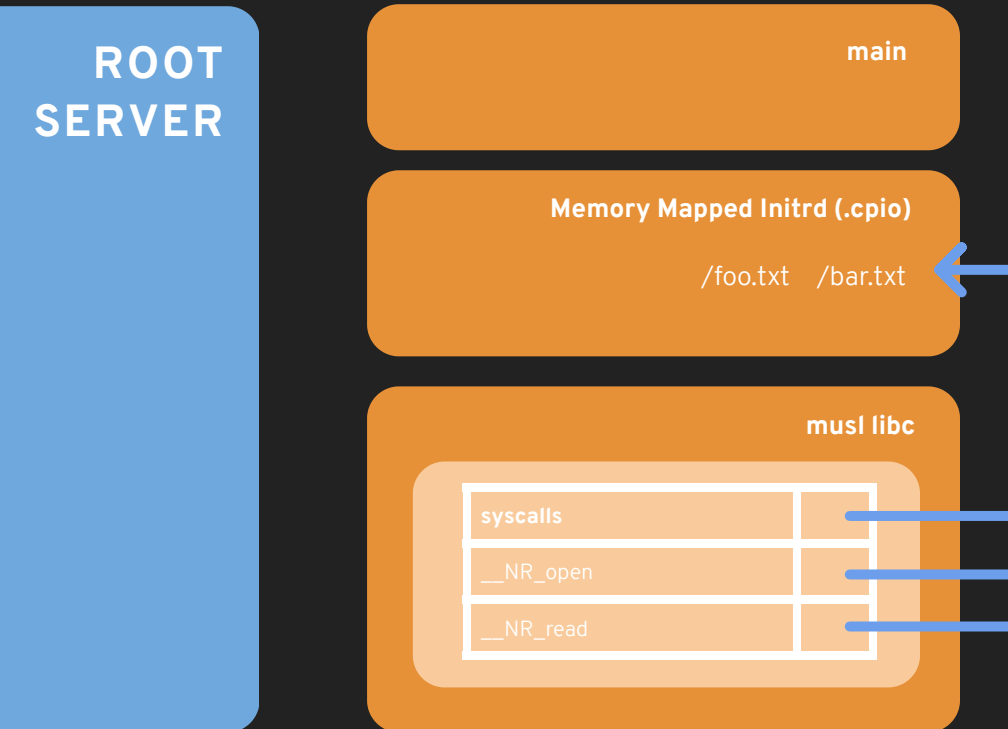 ROOT
SERVER
main
Memory Mapped Initrd (.cpio)
/foo.txt /bar.txt
musl libc
syscalls
__NR_open
__NR_read